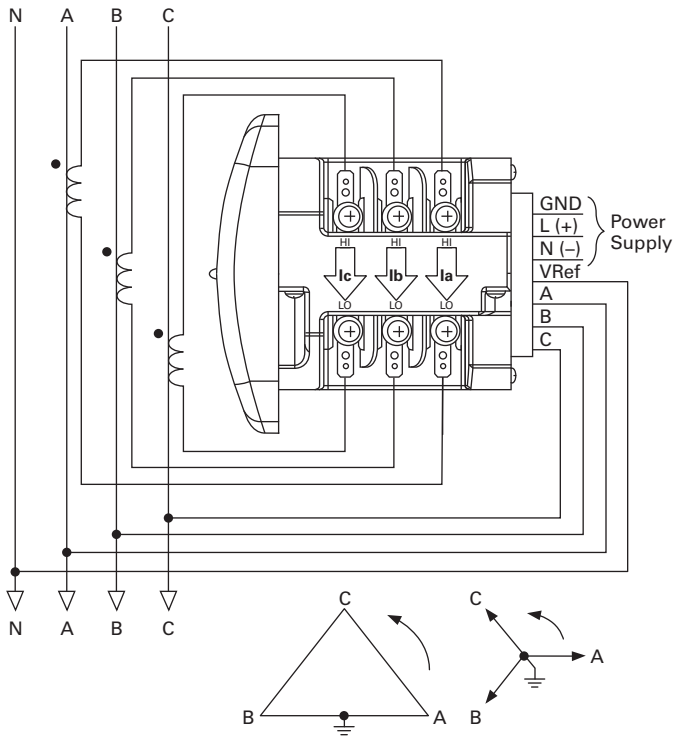 N A B C
GND
L (+)
N (–)
Power
Supply
VRef
A
B
C
HI HI HI
Ic Ib Ia
LO LO LO
N A B C
C
B A
C
A
B